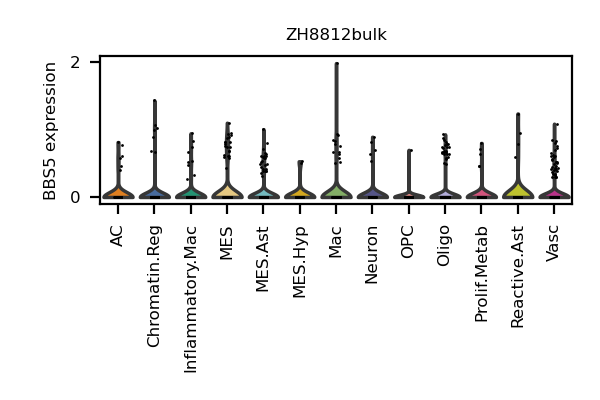 ZH8812bulk
BBS5 expression
2
0
AC
Chromatin.Reg
Inflammatory.Mac
MES
MES.Ast
MES.Hyp
Mac
Neuron
OPC
Oligo
Prolif.Metab
Reactive.Ast
Vasc